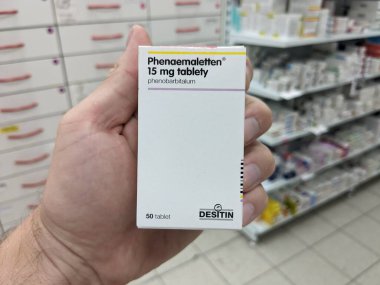 Phenaemaletten®
15 mg tablety
phenobarbitalum
50 tablet
DESITIN